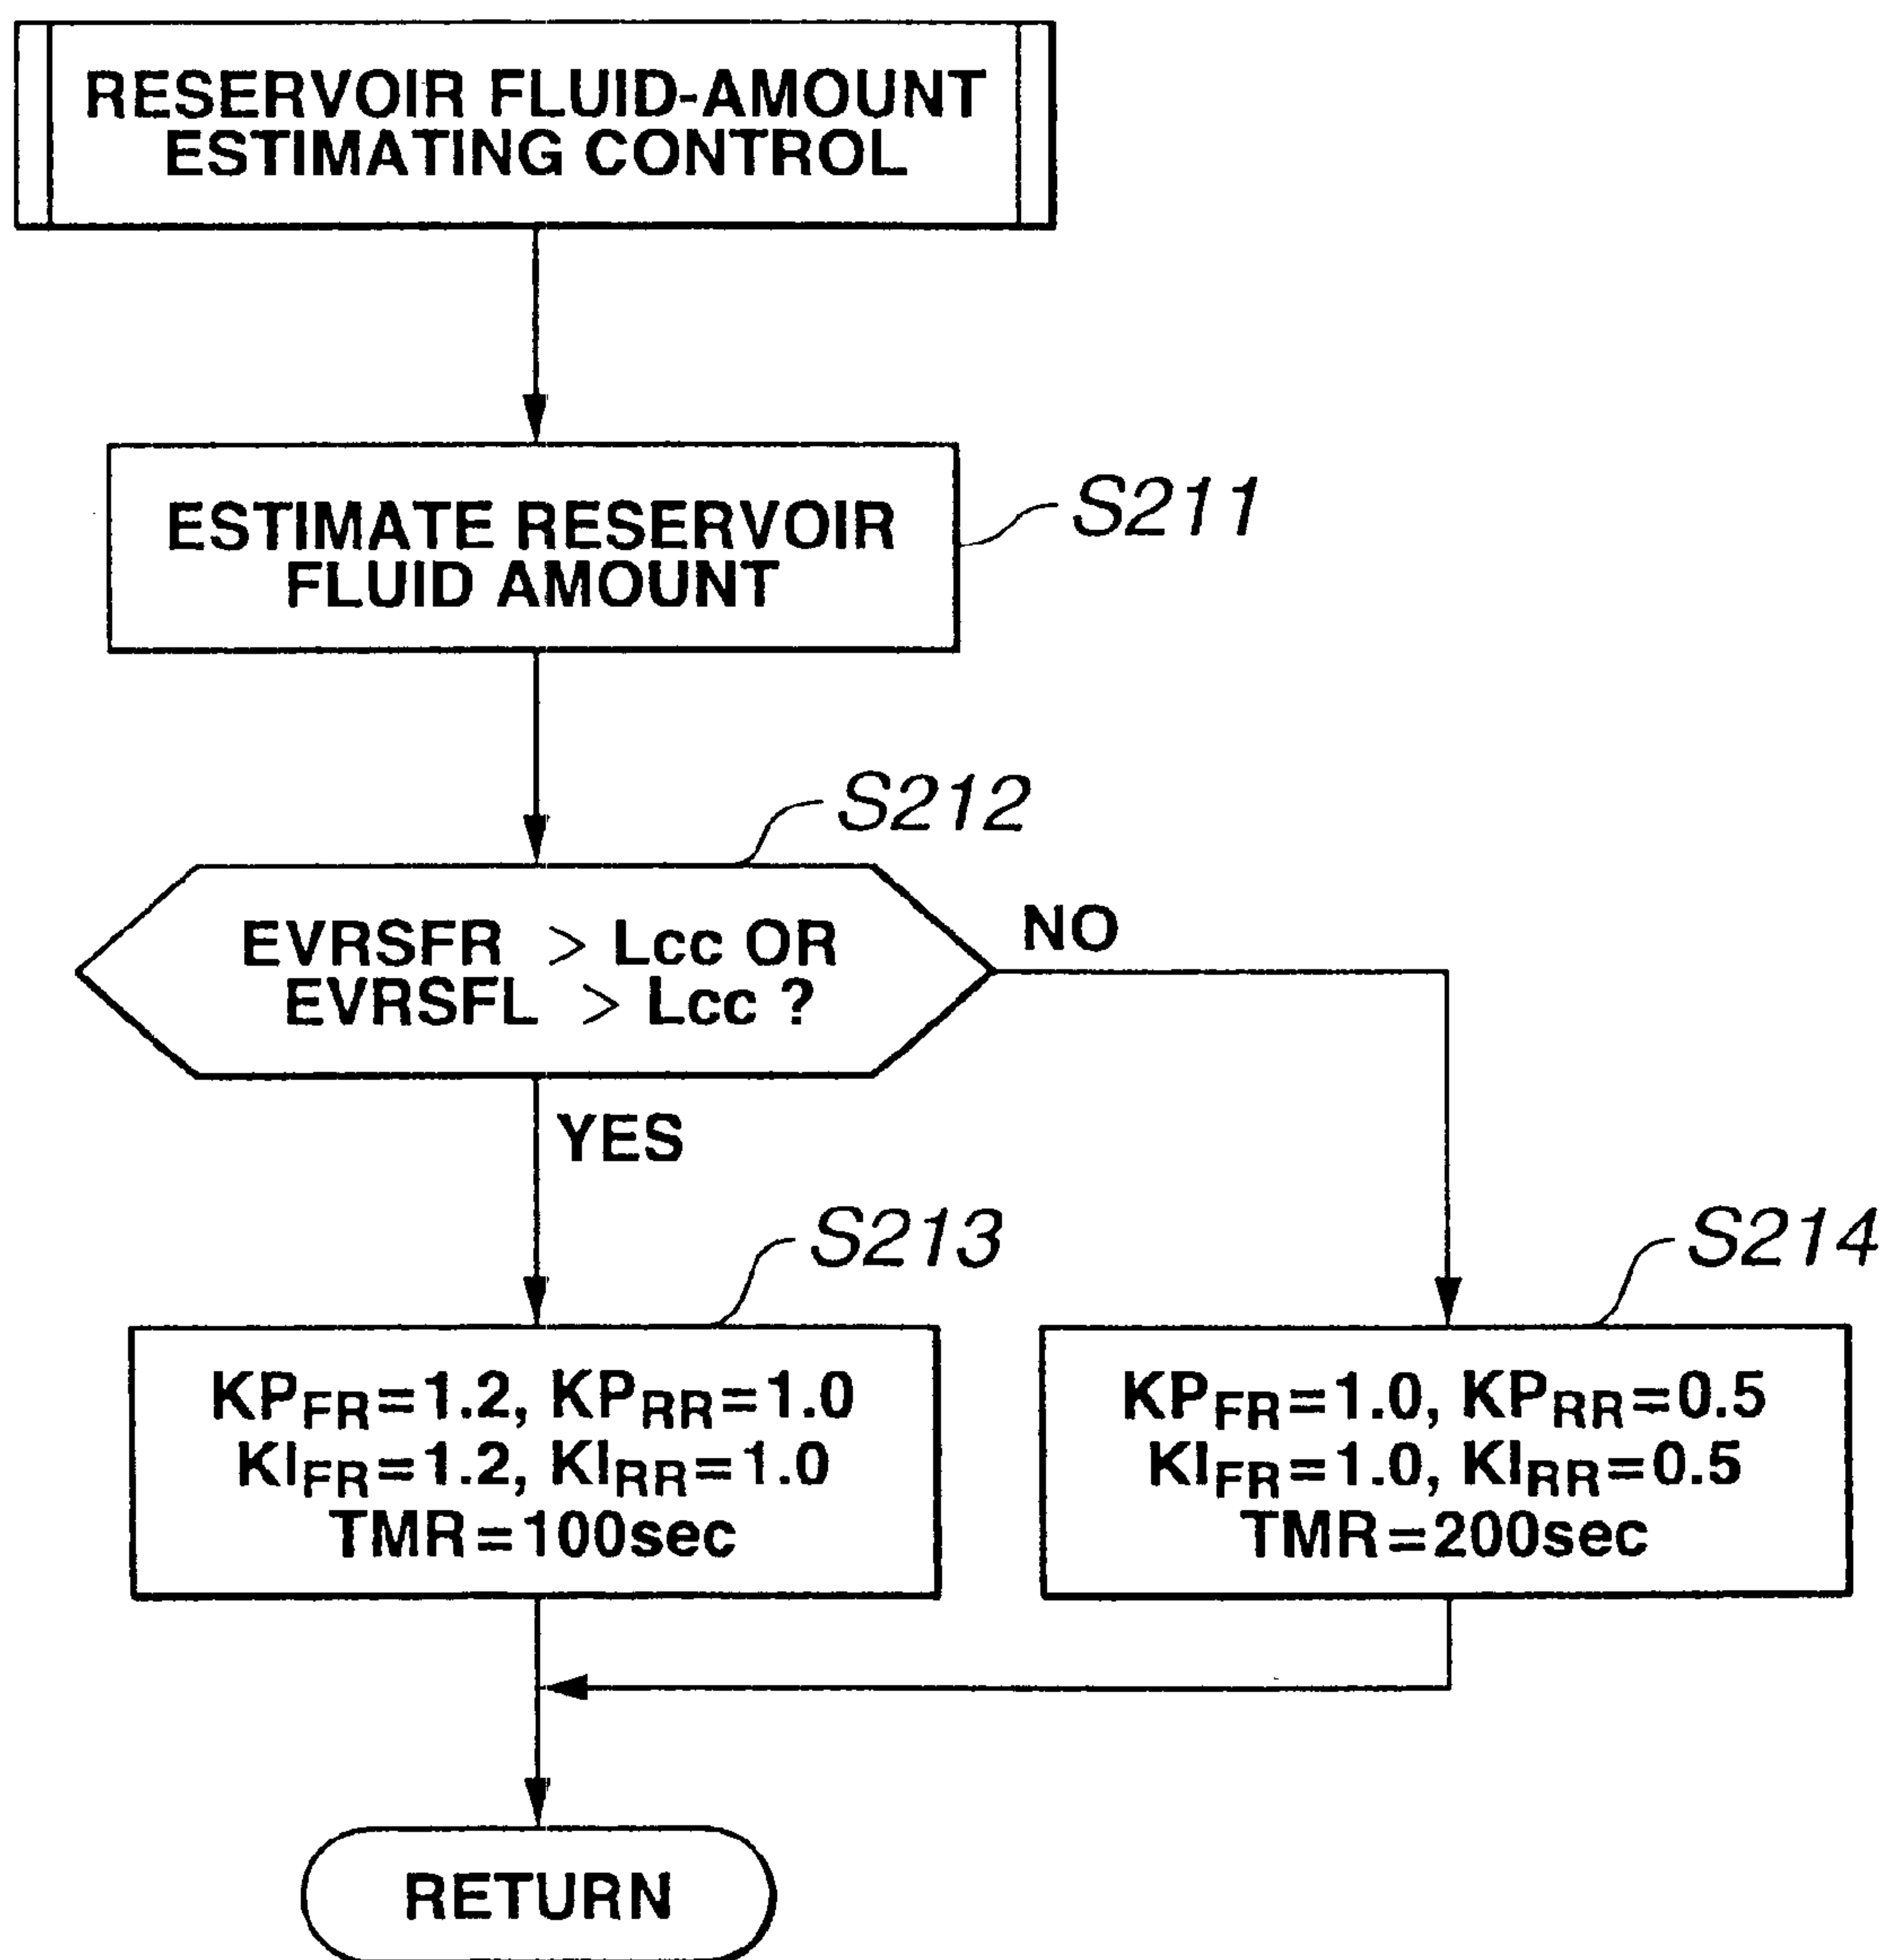 RESERVOIR FLUID-AMOUNT
ESTIMATING CONTROL
ESTIMATE RESERVOIR
FLUID AMOUNT
S211
S212
EVRSFR > Lcc OR
EVRSFL > Lcc ?
NO
YES
S213
KPFR=1.2, KPRR=1.0
KIFR=1.2, KIRR=1.0
TMR=100sec
S214
KPFR=1.0, KPRR=0.5
KIFR=1.0, KIRR=0.5
TMR=200sec
RETURN